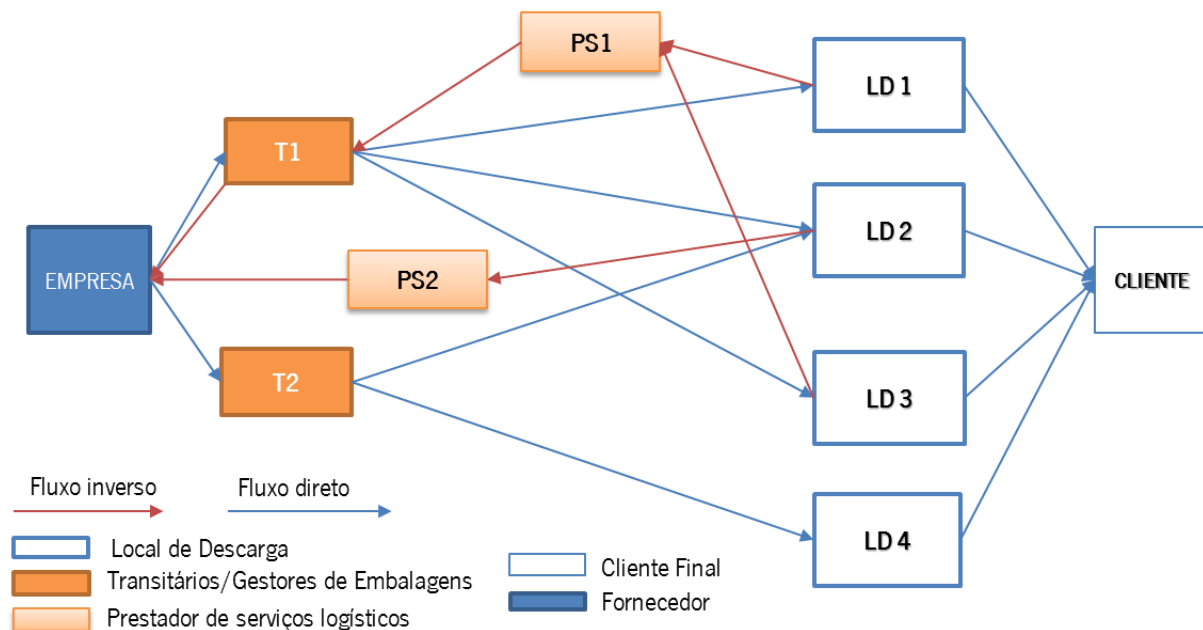 PS1
LD 1
T1
LD 2
EMPRESA
PS2
CLIENTE
T2
LD 3
LD 4
Fluxo inverso
Fluxo direto
Local de Descarga
Transitários/Gestores de Embalagens
Prestador de serviços logísticos
Cliente Final
Fornecedor